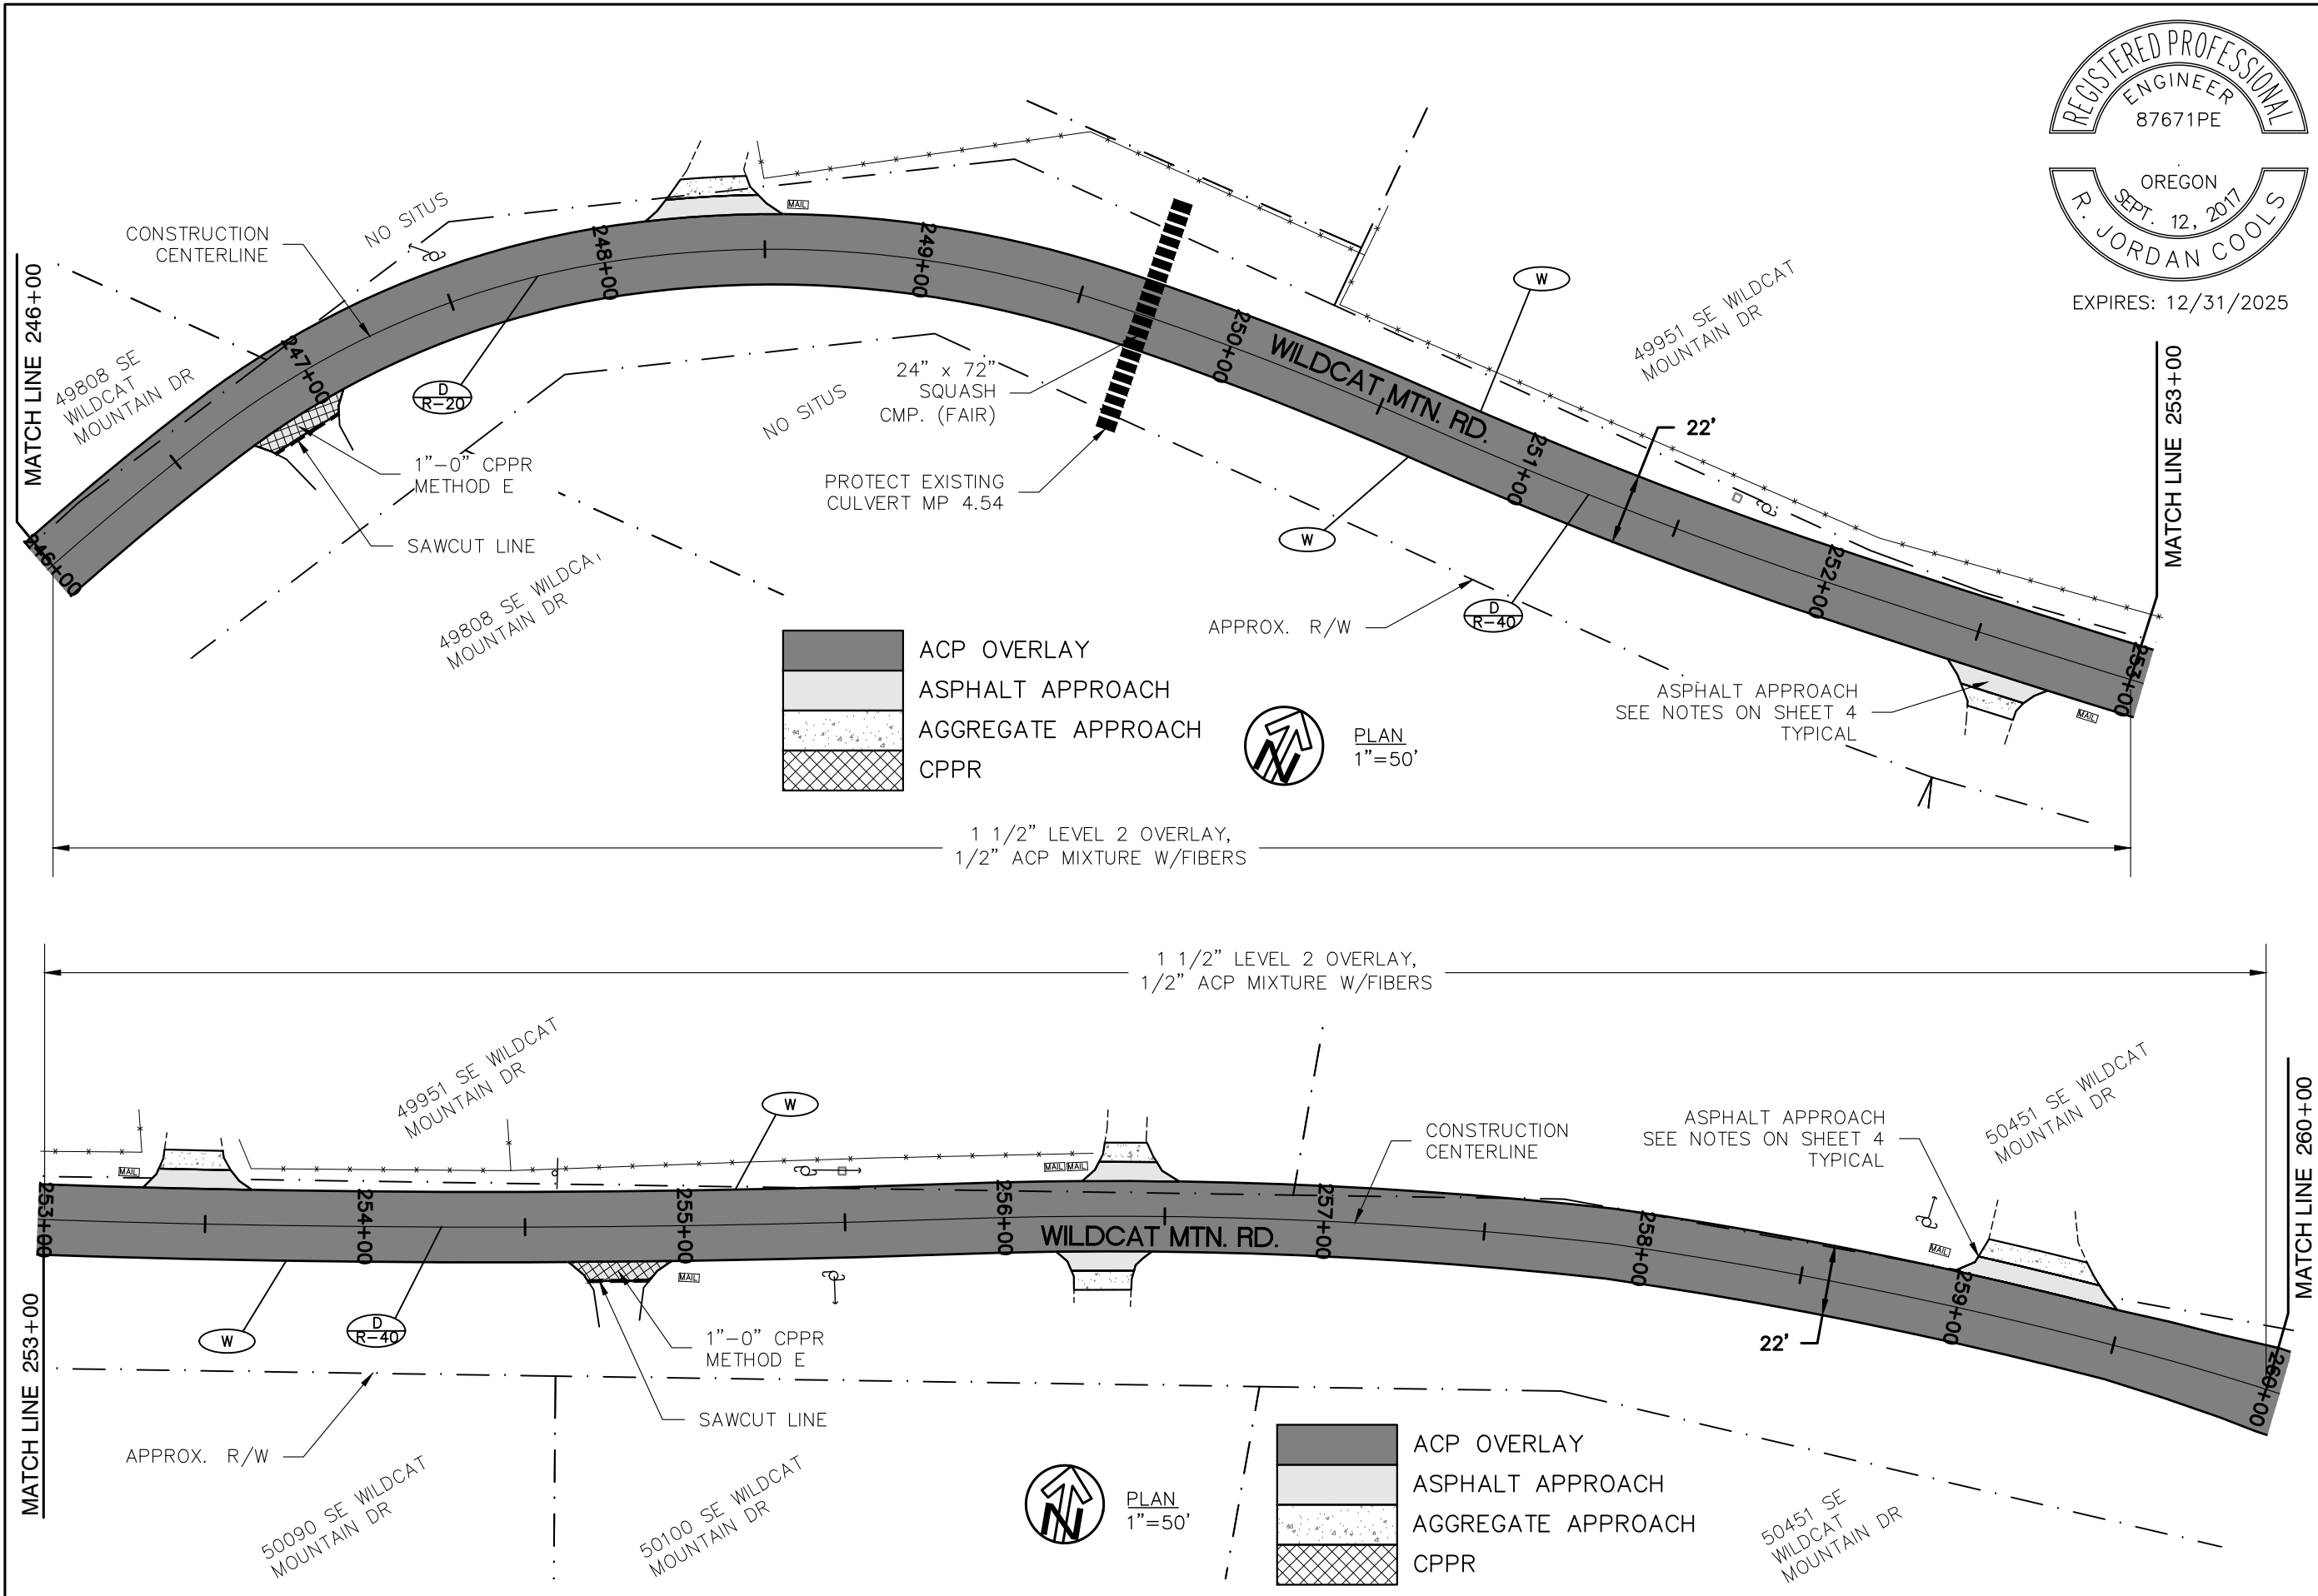 REGISTERED PROFESSIONAL
ENGINEER
87671PE
OREGON
SEPT. 12, 2017
R. JORDAN COOLS
EXPIRES: 12/31/2025
MATCH LINE 246+00
CONSTRUCTION
CENTERLINE
NO SITUS
49808 SE
WILDCAT
MOUNTAIN DR
246+00
247+00
248+00
249+00
250+00
251+00
252+00
253+00
MAIL
D
R-20
1"-0" CPPR
METHOD E
SAWCUT LINE
49808 SE WILDCAT
MOUNTAIN DR
NO SITUS
24" x 72"
SQUASH
CMP. (FAIR)
PROTECT EXISTING
CULVERT MP 4.54
WILDCAT MTN. RD.
W
W
49951 SE WILDCAT
MOUNTAIN DR
22'
MATCH LINE 253+00
APPROX. R/W
D
R-40
ASPHALT APPROACH
SEE NOTES ON SHEET 4
TYPICAL
MAIL
ACP OVERLAY
ASPHALT APPROACH
AGGREGATE APPROACH
CPPR
N
PLAN
1"=50'
1 1/2" LEVEL 2 OVERLAY,
1/2" ACP MIXTURE W/FIBERS
1 1/2" LEVEL 2 OVERLAY,
1/2" ACP MIXTURE W/FIBERS
49951 SE WILDCAT
MOUNTAIN DR
W
MAIL
MAIL MAIL
CONSTRUCTION
CENTERLINE
ASPHALT APPROACH
SEE NOTES ON SHEET 4
TYPICAL
50451 SE WILDCAT
MOUNTAIN DR
MAIL
MATCH LINE 260+00
253+00
254+00
255+00
256+00
257+00
258+00
259+00
260+00
WILDCAT MTN. RD.
MATCH LINE 253+00
W
D
R-40
MAIL
1"-0" CPPR
METHOD E
SAWCUT LINE
22'
APPROX. R/W
50090 SE WILDCAT
MOUNTAIN DR
50100 SE WILDCAT
MOUNTAIN DR
N
PLAN
1"=50'
ACP OVERLAY
ASPHALT APPROACH
AGGREGATE APPROACH
CPPR
50451 SE
WILDCAT
MOUNTAIN DR